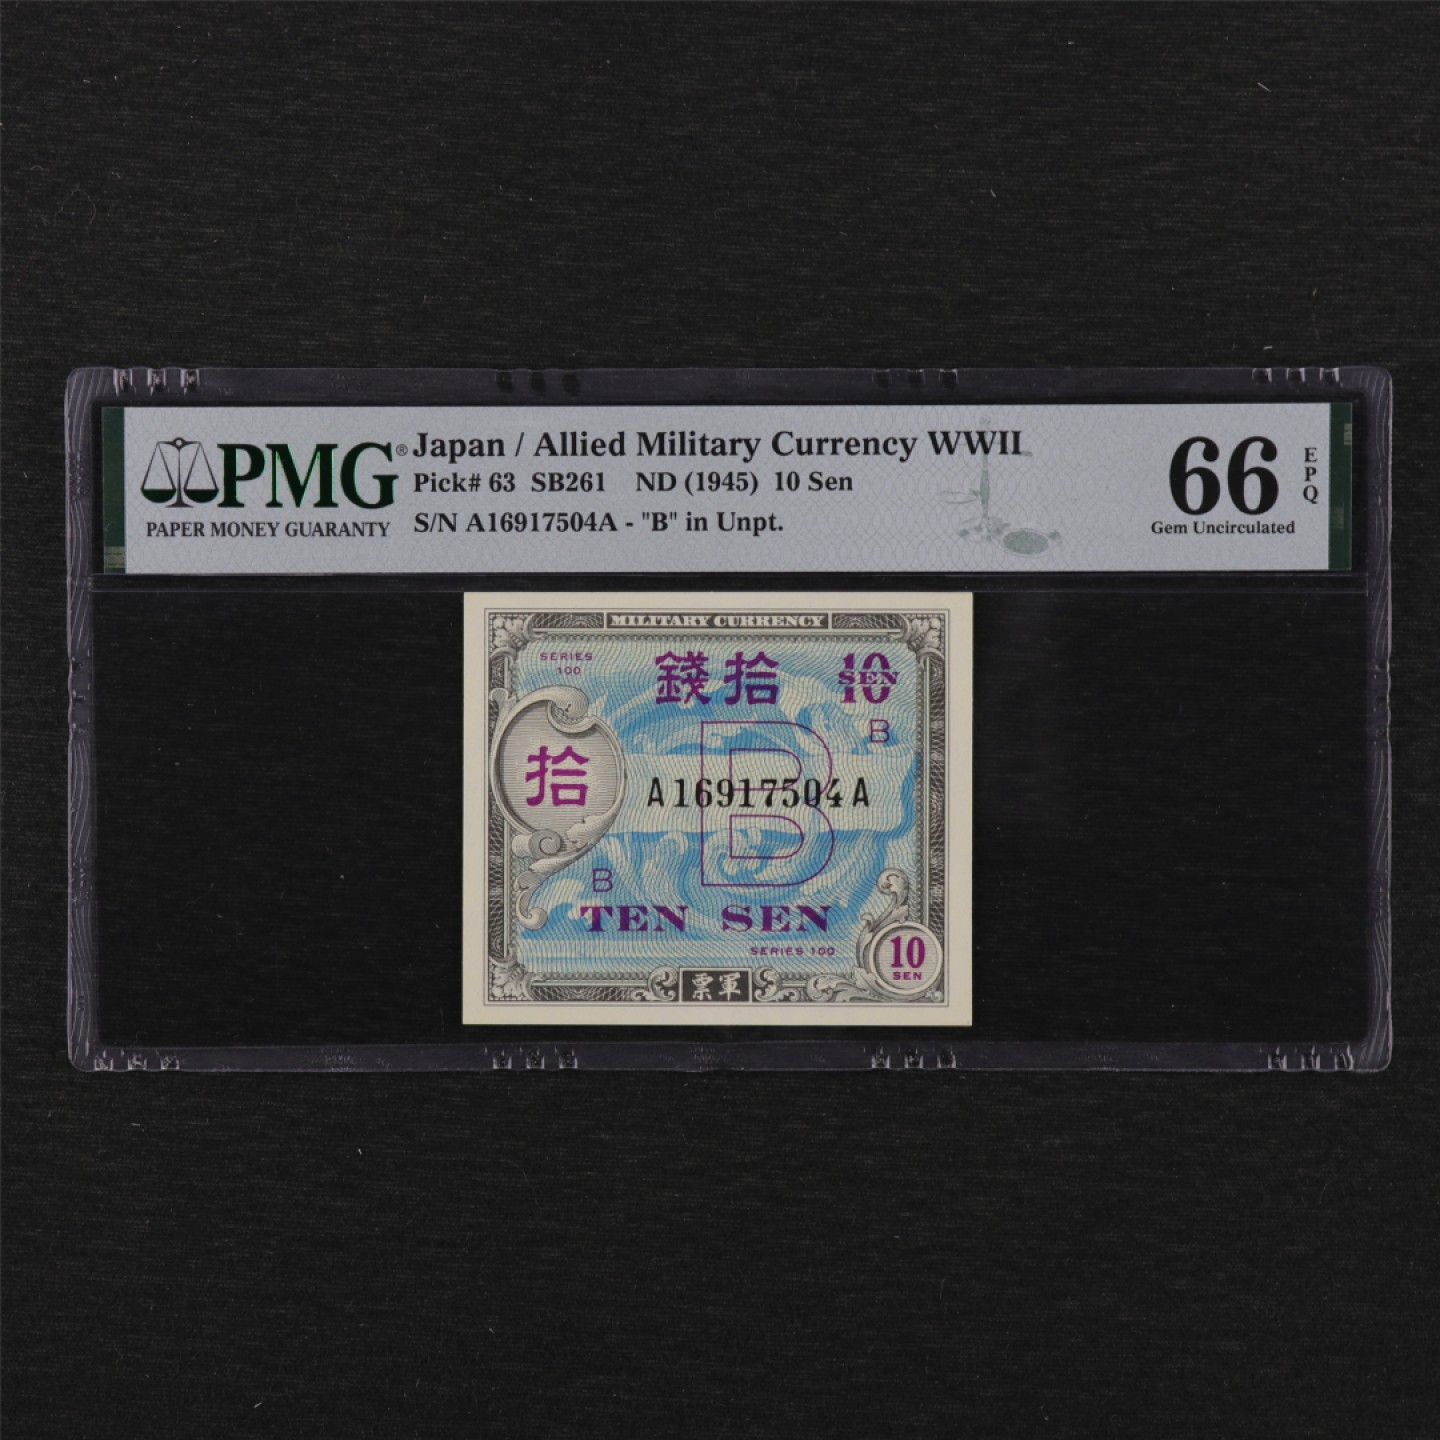 PMG®
PAPER MONEY GUARANTY
Japan / Allied Military Currency WWII
Pick# 63 SB261 ND (1945) 10 Sen
S/N A16917504A - "B" in Unpt.
66
EPQ
Gem Uncirculated
MILITARY CURRENCY
SERIES
100
錢拾
10
SEN
B
拾
B
A16917504A
B
TEN SEN
SERIES 100
10
SEN
票軍